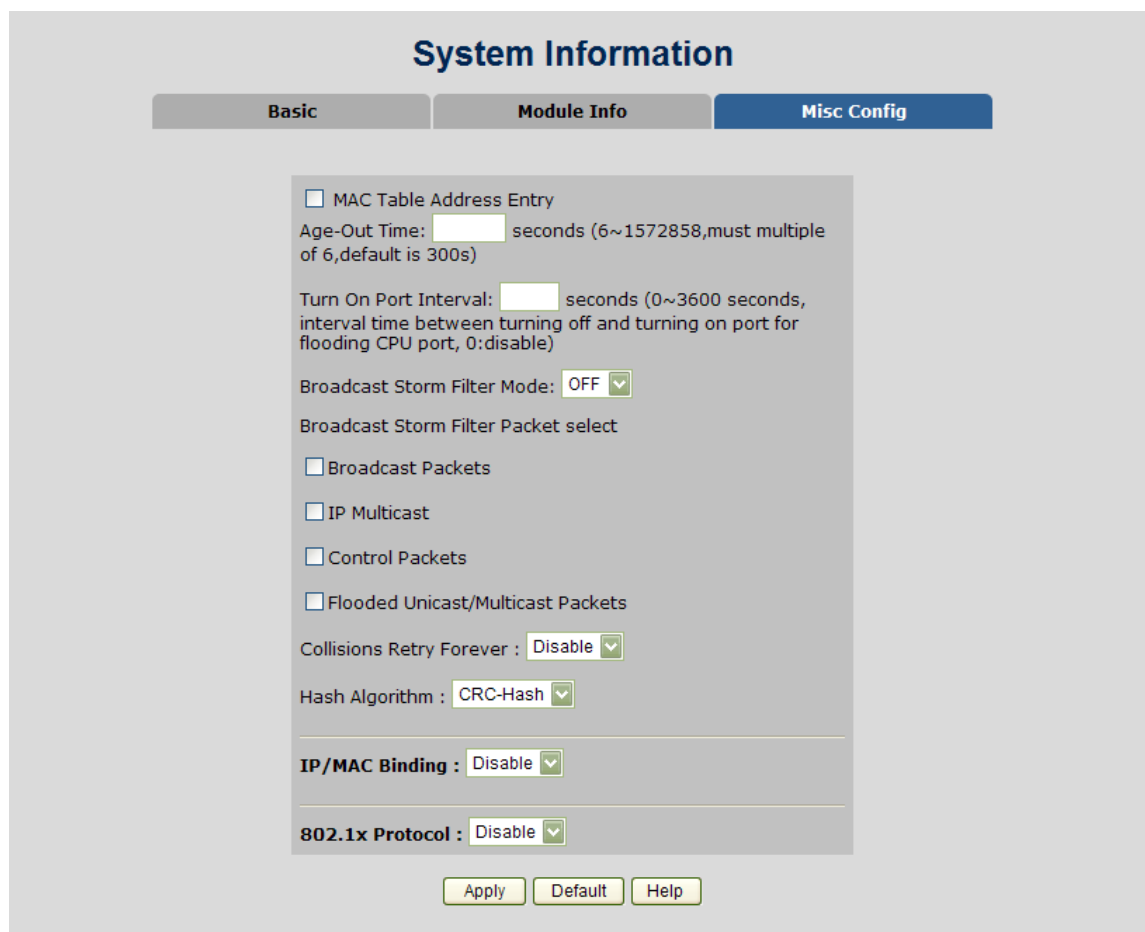 System Information
Basic
Module Info
Misc Config
MAC Table Address Entry
Age-Out Time: seconds (6~1572858,must multiple
of 6,default is 300s)
Turn On Port Interval: seconds (0~3600 seconds,
interval time between turning off and turning on port for
flooding CPU port, 0:disable)
Broadcast Storm Filter Mode: OFF
Broadcast Storm Filter Packet select
Broadcast Packets
IP Multicast
Control Packets
Flooded Unicast/Multicast Packets
Collisions Retry Forever : Disable
Hash Algorithm : CRC-Hash
IP/MAC Binding : Disable
802.1x Protocol : Disable
Apply
Default
Help